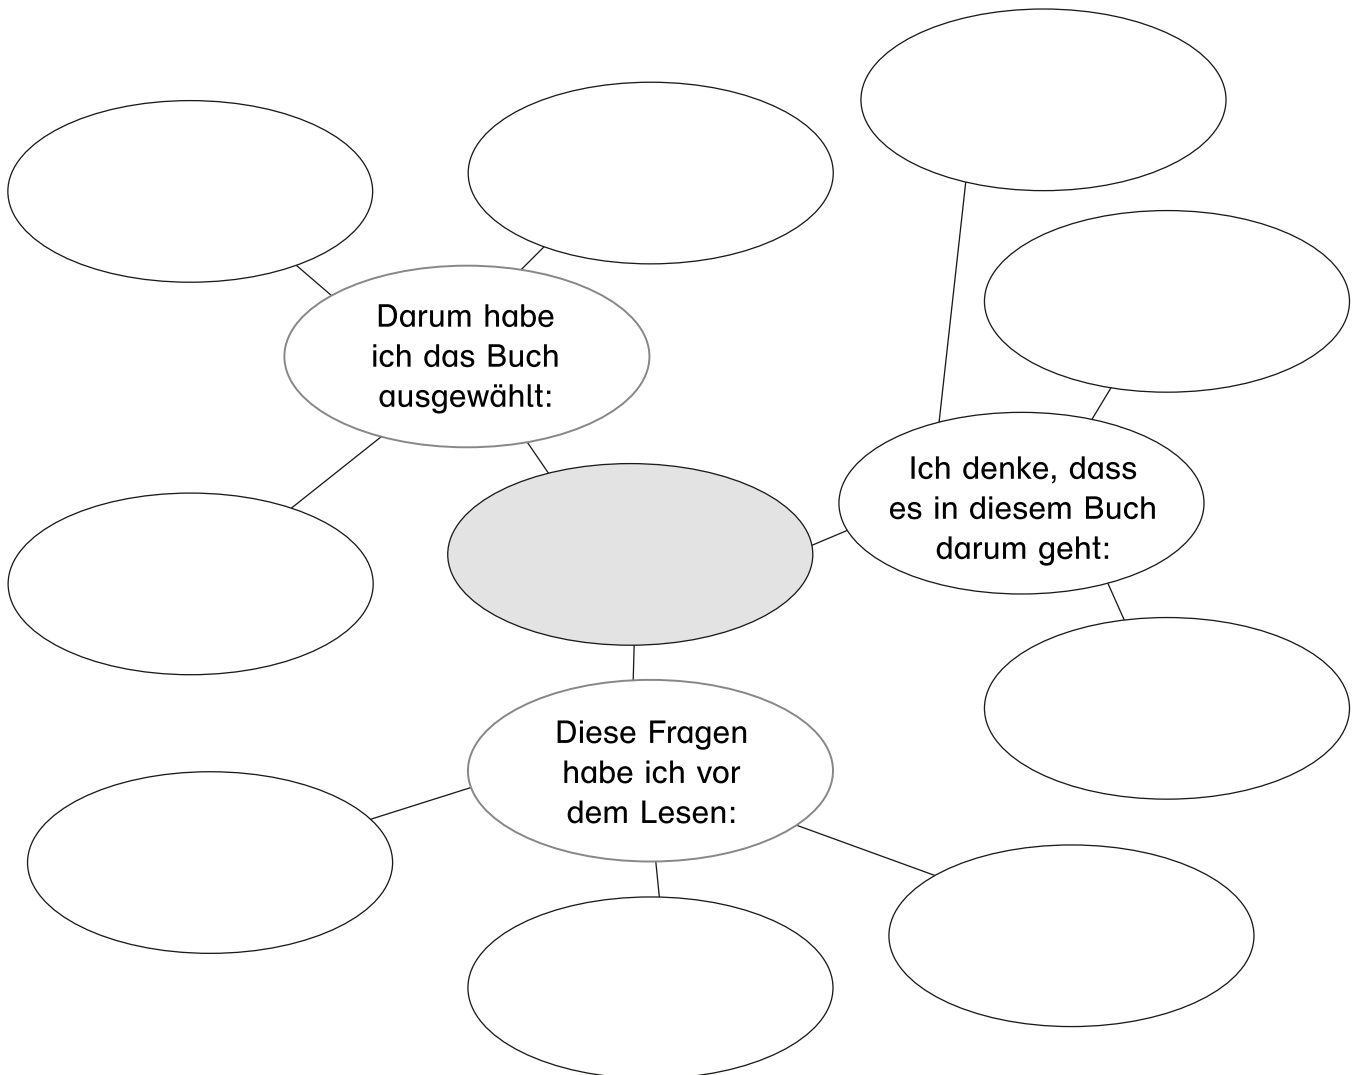 Darum habe
ich das Buch
ausgewählt:
Ich denke, dass
es in diesem Buch
darum geht:
Diese Fragen
habe ich vor
dem Lesen: